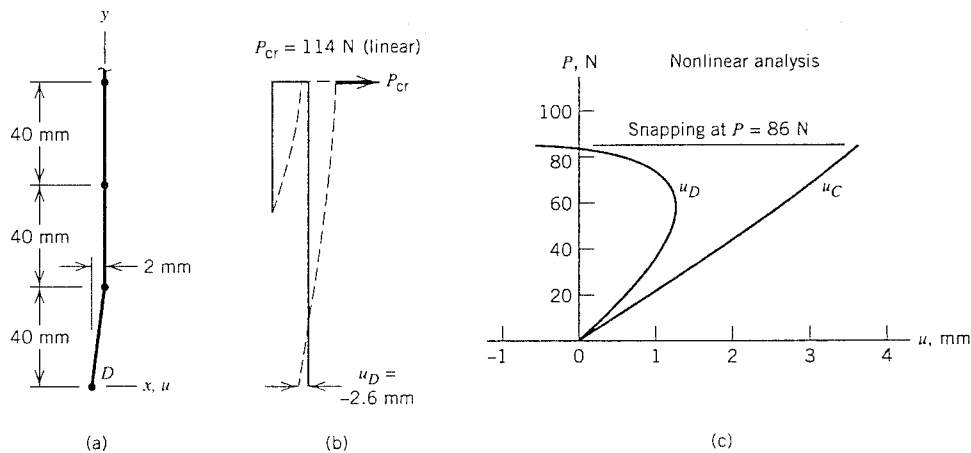 y
40 mm
40 mm
2 mm
40 mm
D
x, u
(a)
P_cr = 114 N (linear)
P_cr
u_D =
–2.6 mm
(b)
P, N
Nonlinear analysis
100
80
60
40
20
Snapping at P = 86 N
u_D
u_C
–1
0
1
2
3
4
u, mm
(c)